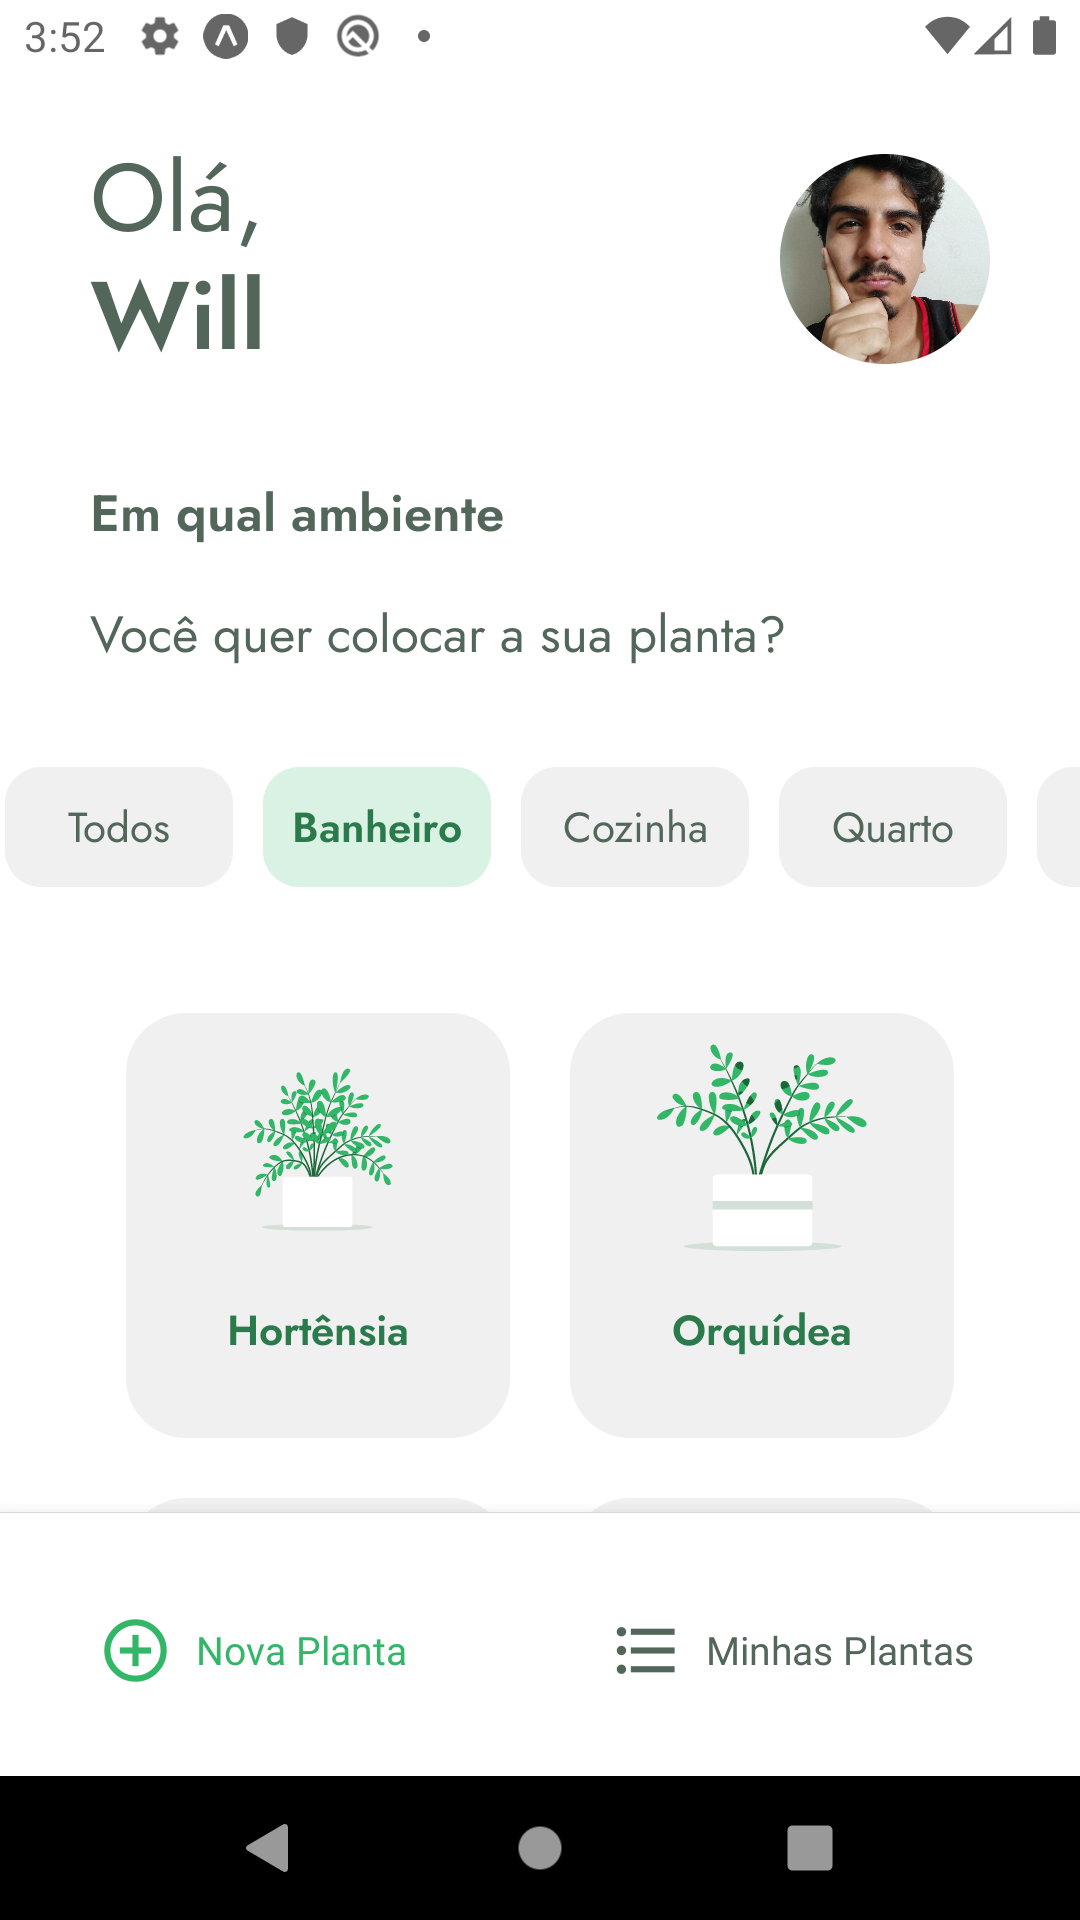 3:52
Olá,
Will
Em qual ambiente
Você quer colocar a sua planta?
Todos
Banheiro
Cozinha
Quarto
Hortênsia
Orquídea
Nova Planta
Minhas Plantas